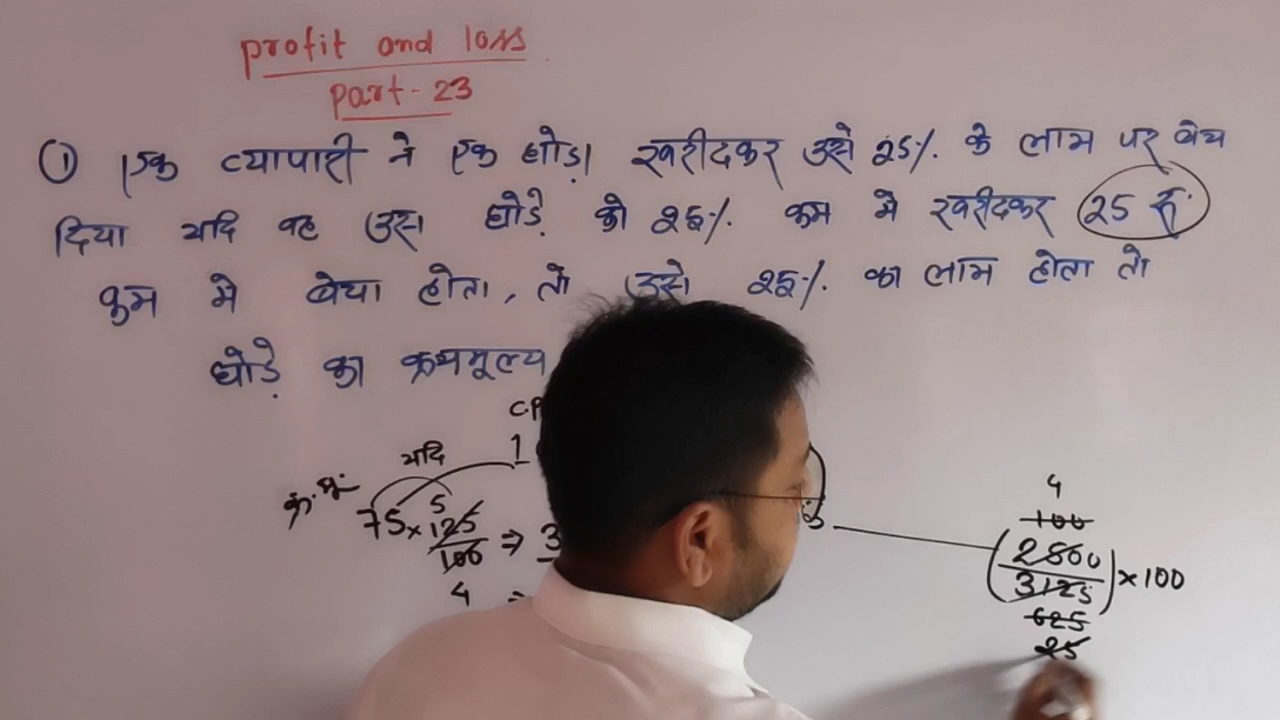 profit and loss
Part - 23
① एक व्यापारी ने एक घोड़ा खरीदकर उसे 25% के लाभ पर बेच
दिया यदि वह उस घोड़े को 25% कम मे खरीदकर 25 रु.
कम मे बेचा होता, तो उसे 25% का लाभ होता तो
घोड़े का क्रयमूल्य
C.P
यदि 1
क्र. मू.
75 × 125/100 ⇒ 3
5
4 ⇒
4
100
(2500/3125) × 100
625
25